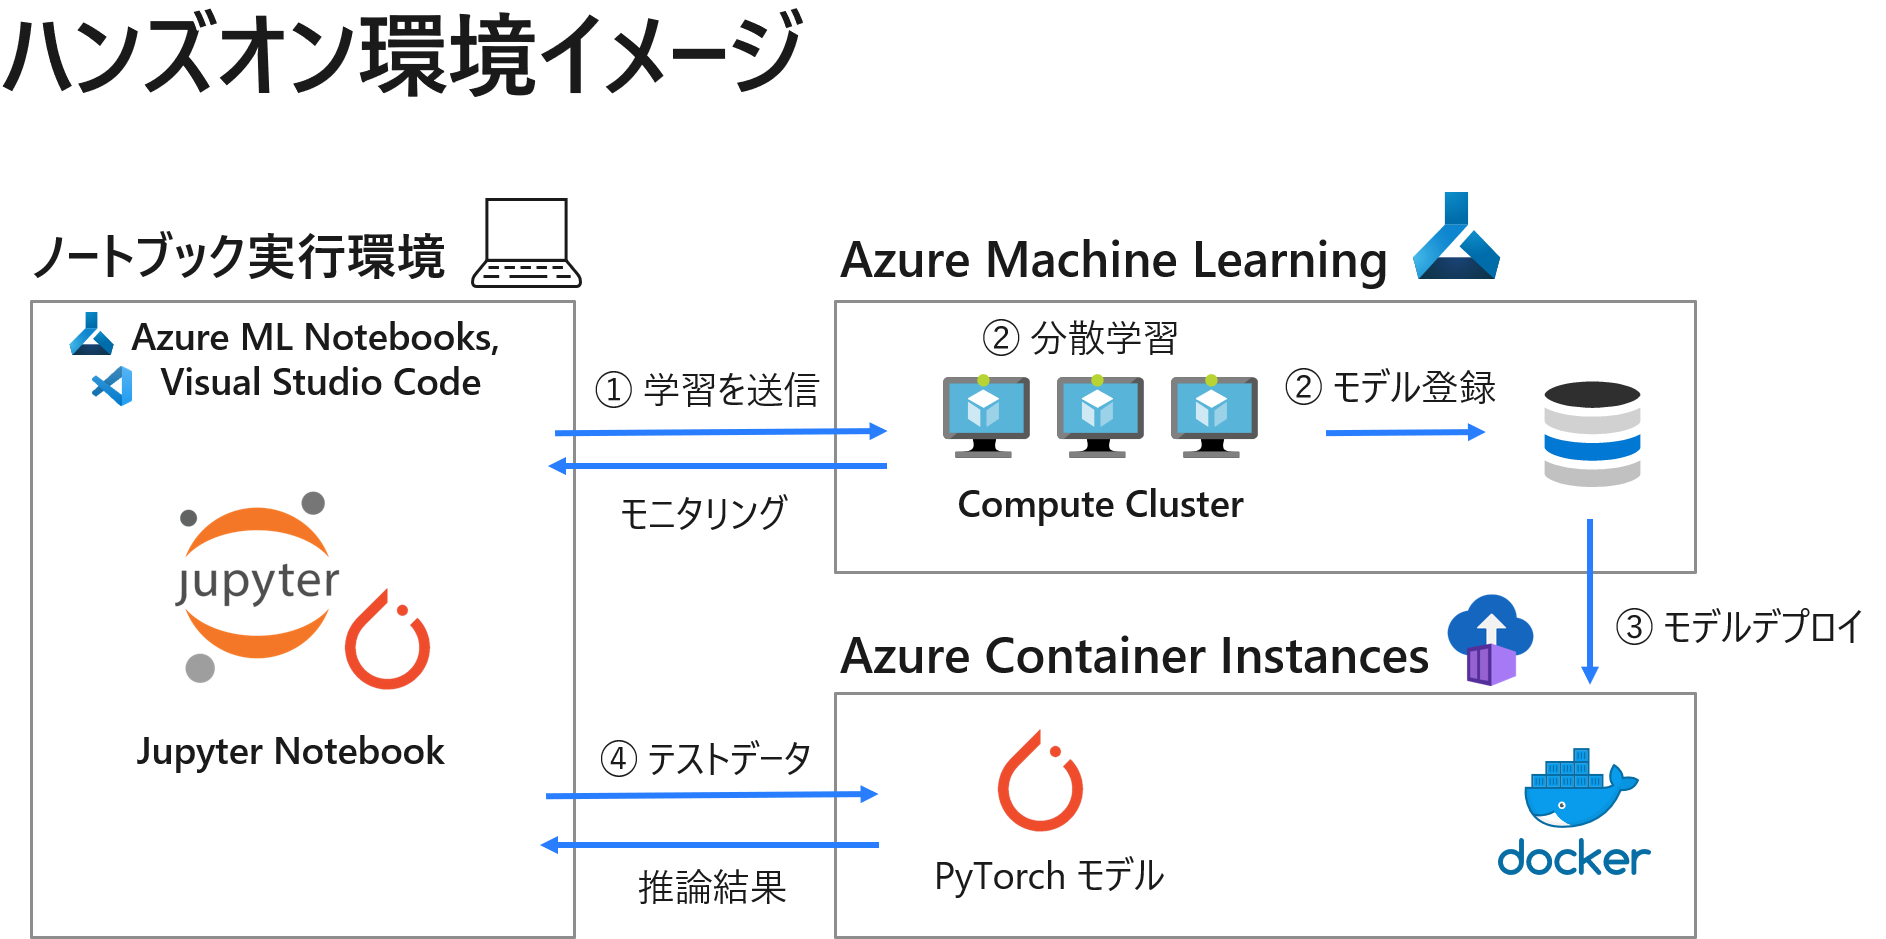 ハンズオン環境イメージ
ノートブック実行環境
Azure ML Notebooks,
Visual Studio Code
jupyter
Jupyter Notebook
① 学習を送信
モニタリング
④ テストデータ
推論結果
Azure Machine Learning
② 分散学習
Compute Cluster
② モデル登録
③ モデルデプロイ
Azure Container Instances
PyTorch モデル
docker